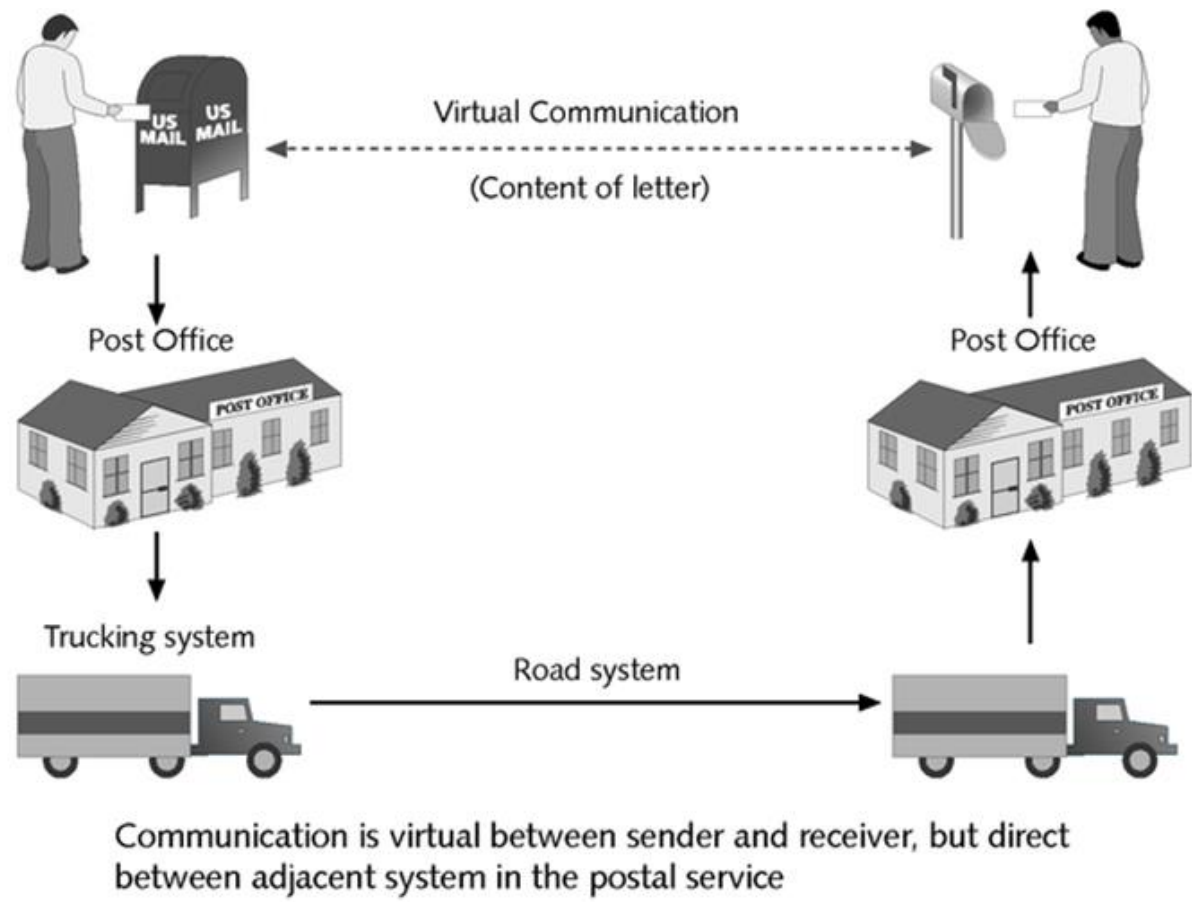 US
MAIL
US
MAIL
Virtual Communication
(Content of letter)
Post Office
POST OFFICE
Post Office
POST OFFICE
Trucking system
Road system
Communication is virtual between sender and receiver, but direct
between adjacent system in the postal service